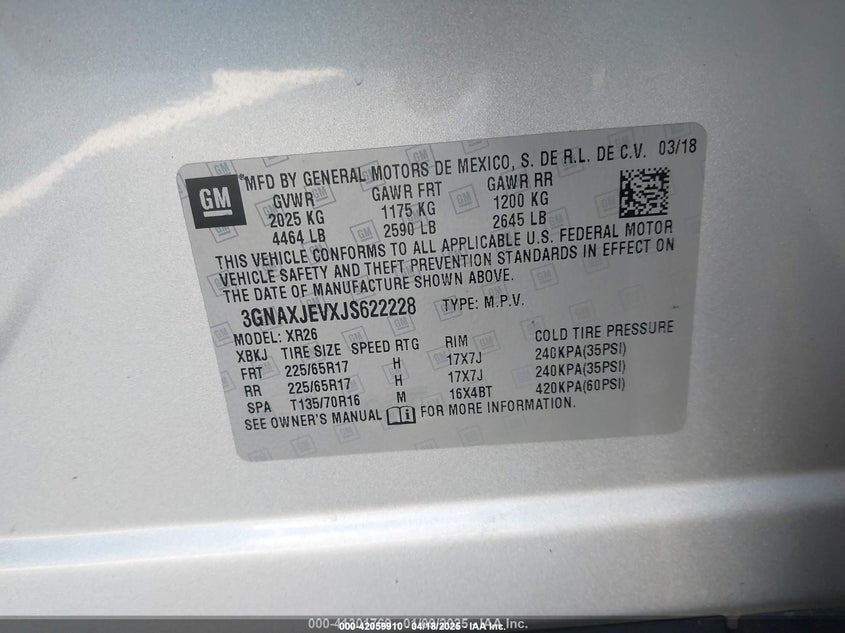 GM
®MFD BY GENERAL MOTORS DE MEXICO, S. DE R.L. DE C.V. 03/18
GVWR GAWR FRT GAWR RR
2025 KG 1175 KG 1200 KG
4464 LB 2590 LB 2645 LB
THIS VEHICLE CONFORMS TO ALL APPLICABLE U.S. FEDERAL MOTOR
VEHICLE SAFETY AND THEFT PREVENTION STANDARDS IN EFFECT ON
THE DATE OF MANUFACTURE SHOWN ABOVE.
3GNAXJEVXJS622228 TYPE: M.P.V.
MODEL: XR26
XBKJ TIRE SIZE SPEED RTG RIM COLD TIRE PRESSURE
FRT 225/65R17 H 17X7J 240KPA(35PSI)
RR 225/65R17 H 17X7J 240KPA(35PSI)
SPA T135/70R16 M 16X4BT 420KPA(60PSI)
SEE OWNER'S MANUAL FOR MORE INFORMATION.
000-42059910 04/18/2025 IAA Inc.